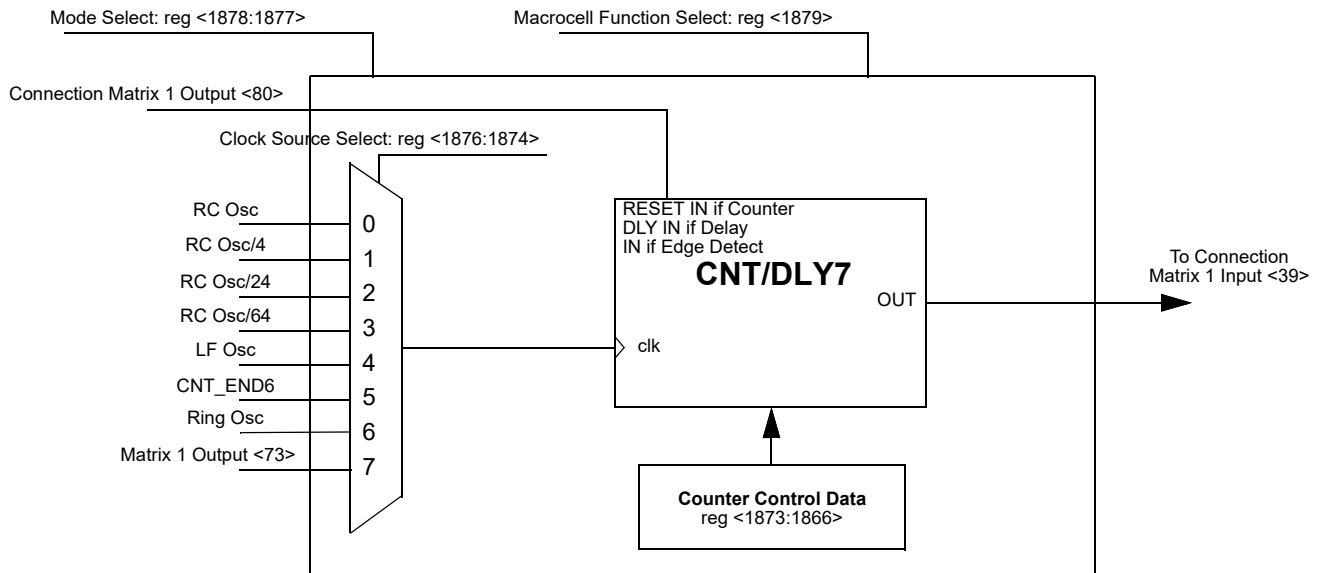 Mode Select: reg <1878:1877>
Macrocell Function Select: reg <1879>
Connection Matrix 1 Output <80>
Clock Source Select: reg <1876:1874>
RC Osc
0
RC Osc/4
1
RC Osc/24
2
RC Osc/64
3
LF Osc
4
CNT_END6
5
Ring Osc
6
Matrix 1 Output <73>
7
RESET IN if Counter
DLY IN if Delay
IN if Edge Detect
CNT/DLY7
OUT
clk
To Connection
Matrix 1 Input <39>
Counter Control Data
reg <1873:1866>